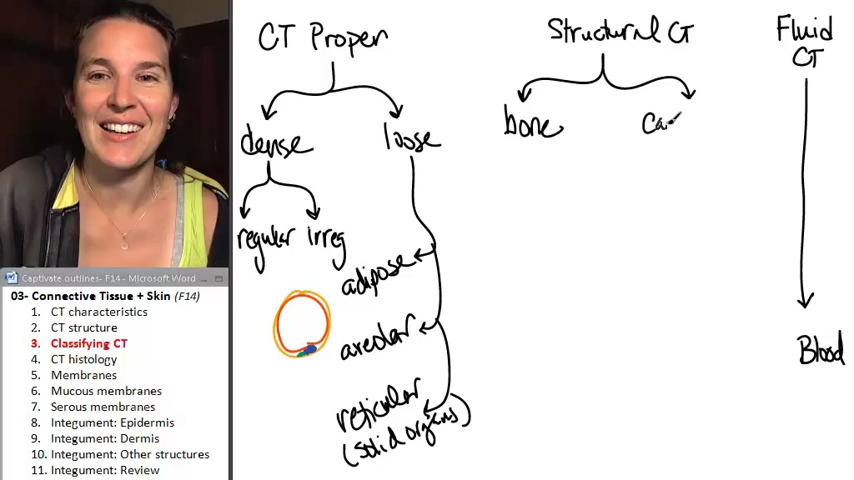 CT Proper
Structural CT
Fluid
CT
dense
loose
bone
Ca
regular irreg
adipose
areolar
reticular
(solid organs)
Blood
Captivate outlines- F14 - Microsoft Word
03- Connective Tissue + Skin (F14)
1. CT characteristics
2. CT structure
3. Classifying CT
4. CT histology
5. Membranes
6. Mucous membranes
7. Serous membranes
8. Integument: Epidermis
9. Integument: Dermis
10. Integument: Other structures
11. Integument: Review